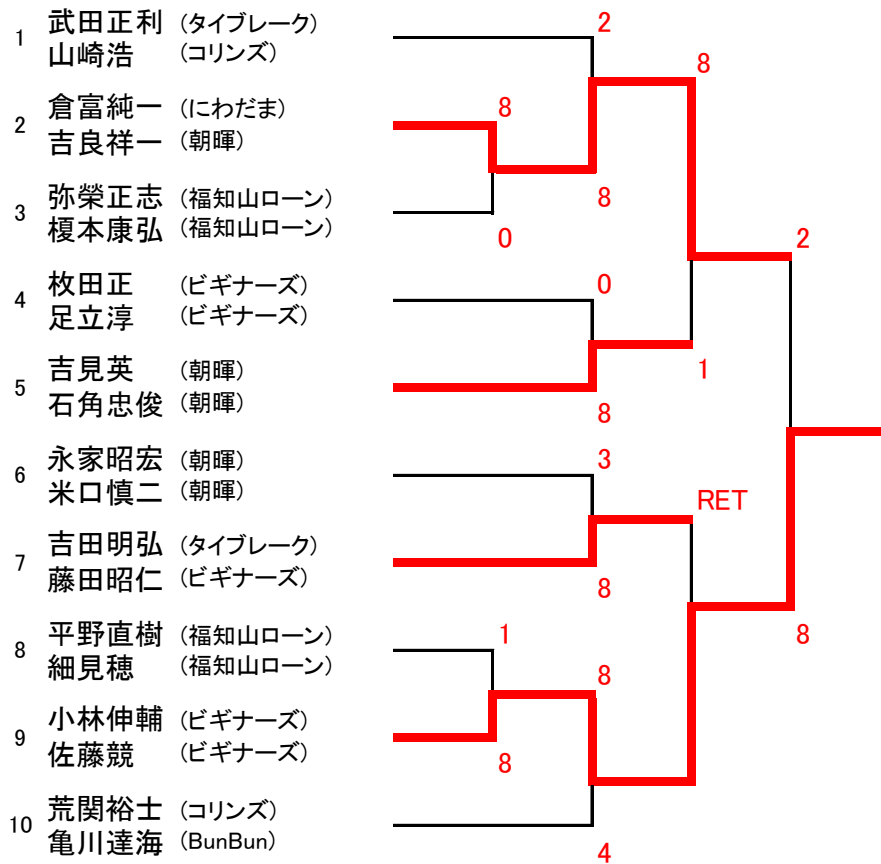 1 武田正利 (タイブレーク)
山崎浩 (コリンズ)
2 倉富純一 (にわだま)
吉良祥一 (朝暉)
3 弥榮正志 (福知山ローン)
榎本康弘 (福知山ローン)
4 枚田正 (ビギナーズ)
足立淳 (ビギナーズ)
5 吉見英 (朝暉)
石角忠俊 (朝暉)
6 永家昭宏 (朝暉)
米口慎二 (朝暉)
7 吉田明弘 (タイブレーク)
藤田昭仁 (ビギナーズ)
8 平野直樹 (福知山ローン)
細見穂 (福知山ローン)
9 小林伸輔 (ビギナーズ)
佐藤競 (ビギナーズ)
10 荒関裕士 (コリンズ)
亀川達海 (BunBun)
8
0
1
8
2
8
0
8
3
8
8
4
8
1
RET
2
8